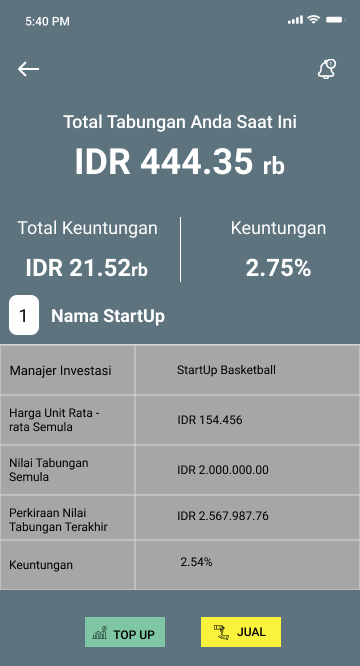 5:40 PM
Total Tabungan Anda Saat Ini
IDR 444.35 rb
Total Keuntungan
Keuntungan
IDR 21.52rb
2.75%
1 Nama StartUp
Manajer Investasi
StartUp Basketball
Harga Unit Rata -
rata Semula
IDR 154.456
Nilai Tabungan
Semula
IDR 2.000.000.00
Perkiraan Nilai
Tabungan Terakhir
IDR 2.567.987.76
Keuntungan
2.54%
TOP UP
JUAL